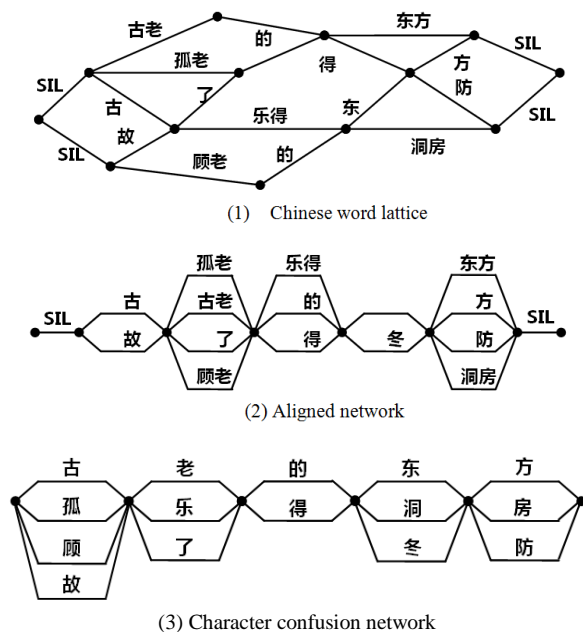 古老 的 东方
SIL 孤老 得 方 SIL
古 了 防
故 乐得 东
SIL 顾老 的 洞房 SIL
(1) Chinese word lattice
孤老 乐得 东方
SIL 古 古老 的 方 SIL
故 了 得 冬 防
顾老 洞房
(2) Aligned network
古 老 的 东 方
孤 乐 得 洞 房
顾 了 冬 防
故
(3) Character confusion network